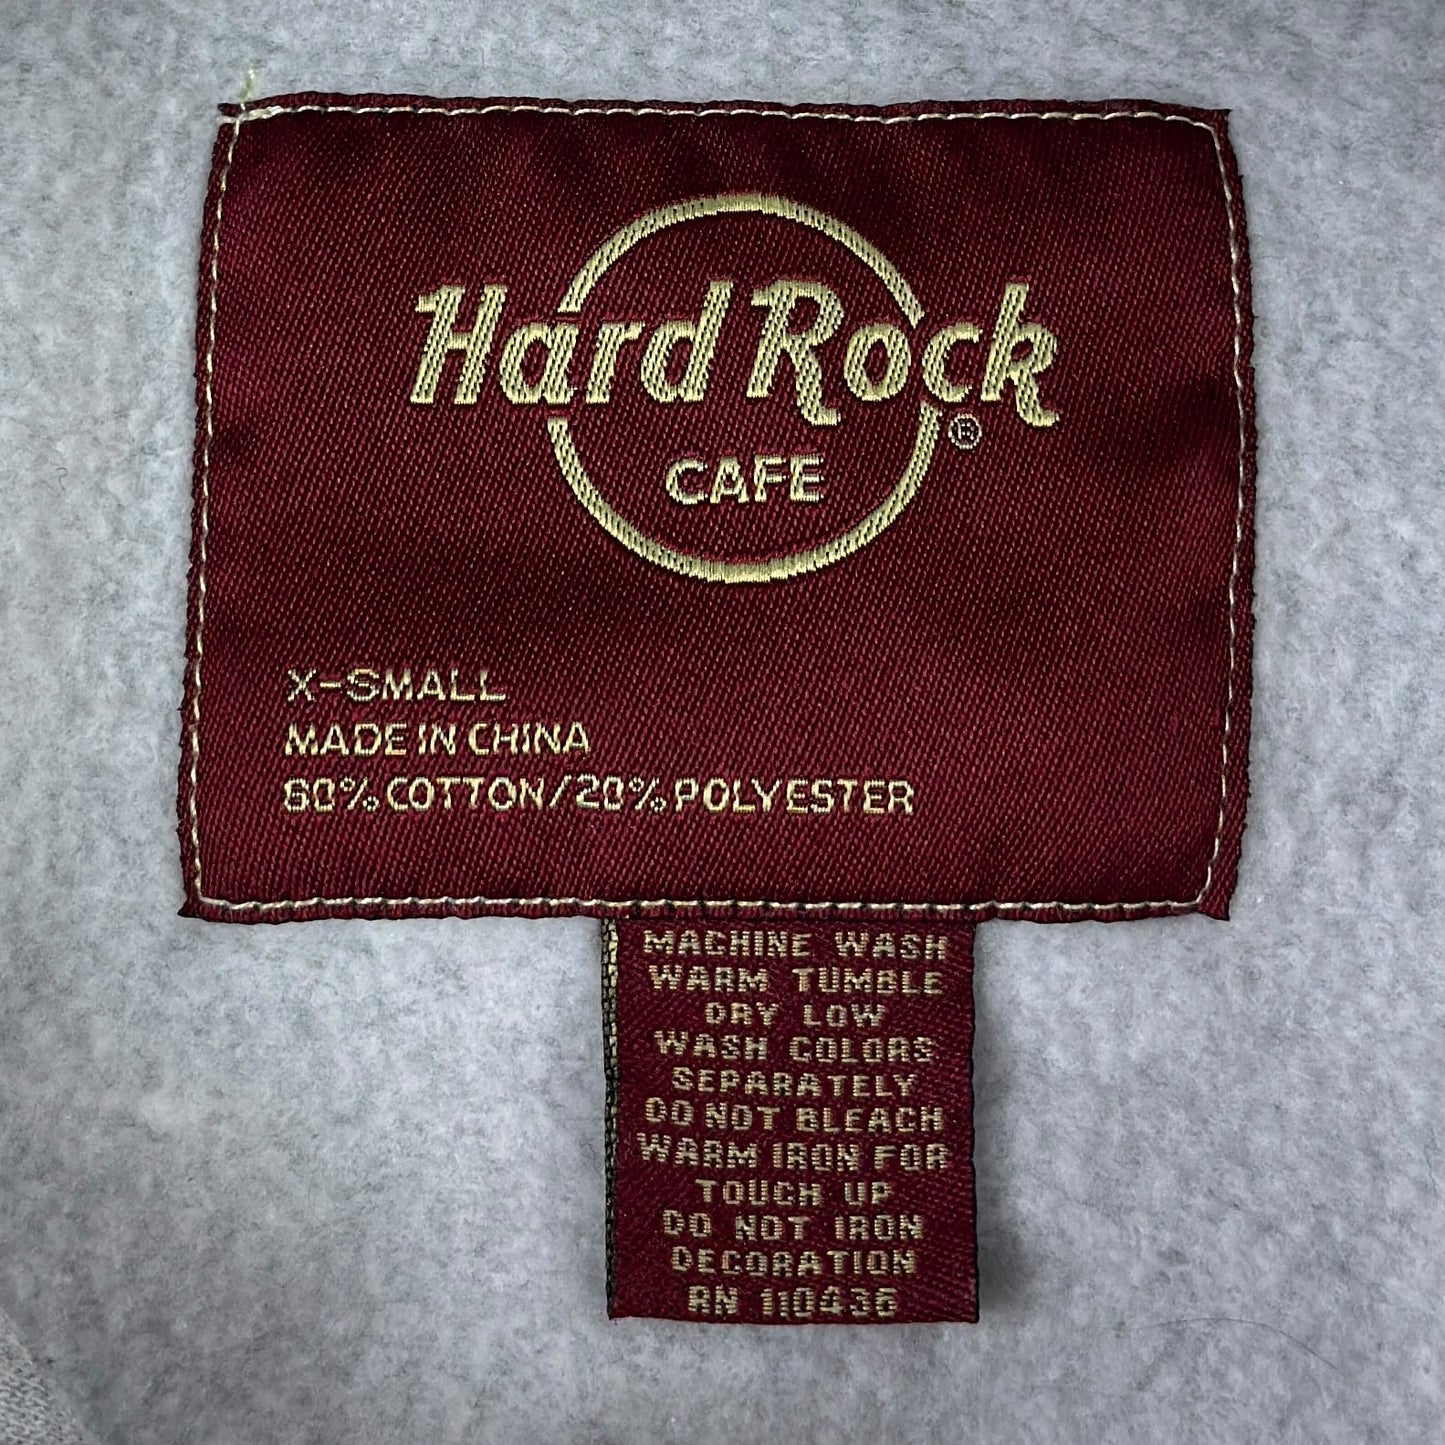 Hard Rock
®
CAFE
X-SMALL
MADE IN CHINA
80% COTTON/20% POLYESTER
MACHINE WASH
WARM TUMBLE
DRY LOW
WASH COLORS
SEPARATELY
DO NOT BLEACH
WARM IRON FOR
TOUCH UP
DO NOT IRON
DECORATION
RN 110436